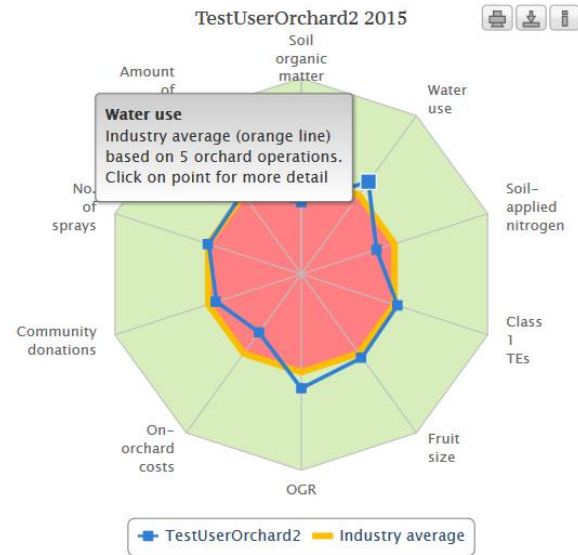 TestUserOrchard2 2015
Soil
organic
matter
Amount
of
Water
use
Water use
Industry average (orange line)
based on 5 orchard operations.
Click on point for more detail
No.
of
sprays
Soil-
applied
nitrogen
Community
donations
Class
1
TEs
On-
orchard
costs
Fruit
size
OGR
TestUserOrchard2
Industry average